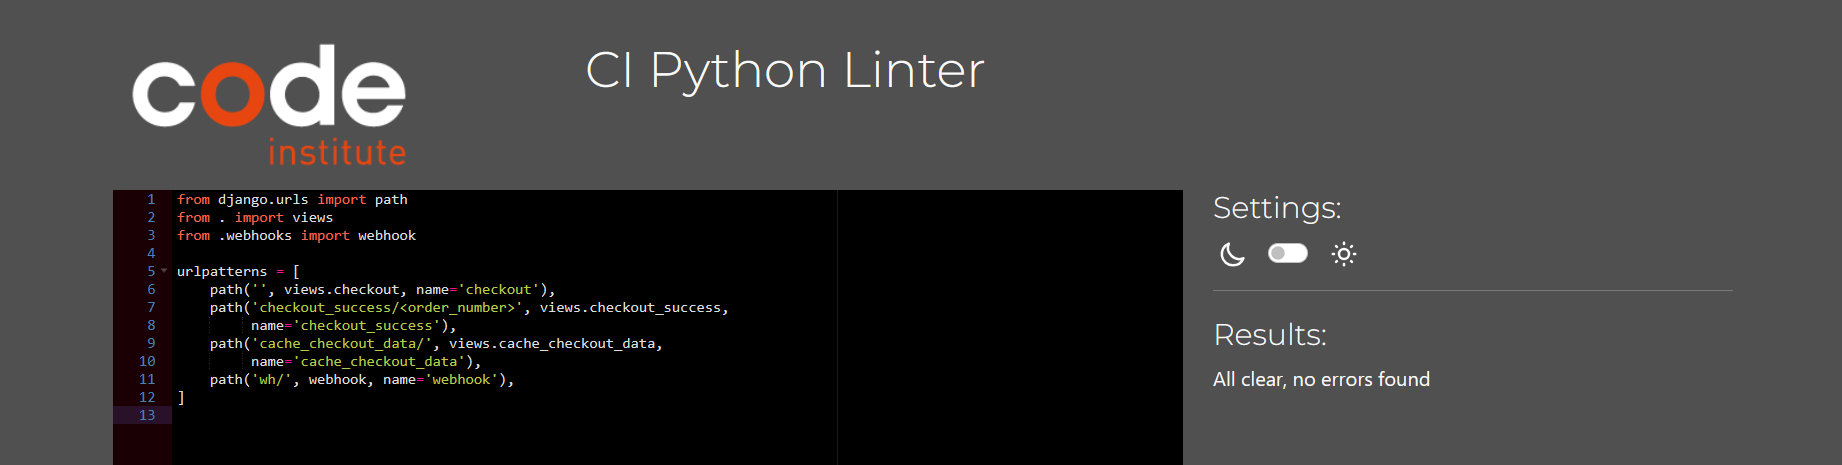 code
institute
CI Python Linter
1 from django.urls import path
2 from . import views
3 from .webhooks import webhook
4
5 urlpatterns = [
6     path('', views.checkout, name='checkout'),
7     path('checkout_success/<order_number>', views.checkout_success,
8          name='checkout_success'),
9     path('cache_checkout_data/', views.cache_checkout_data,
10          name='cache_checkout_data'),
11     path('wh/', webhook, name='webhook'),
12 ]
13
Settings:
Results:
All clear, no errors found